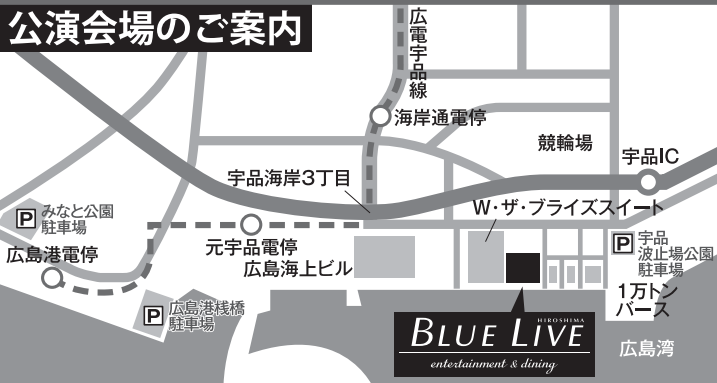 公演会場のご案内
広電宇品線
海岸通電停
競輪場
宇品IC
宇品海岸3丁目
W・ザ・ブライズスイート
P みなと公園
駐車場
元宇品電停
広島港電停
広島海上ビル
P 宇品
波止場公園
駐車場
1万トン
バース
P 広島港桟橋
駐車場
HIROSHIMA
BLUE LIVE
entertainment & dining
広島湾